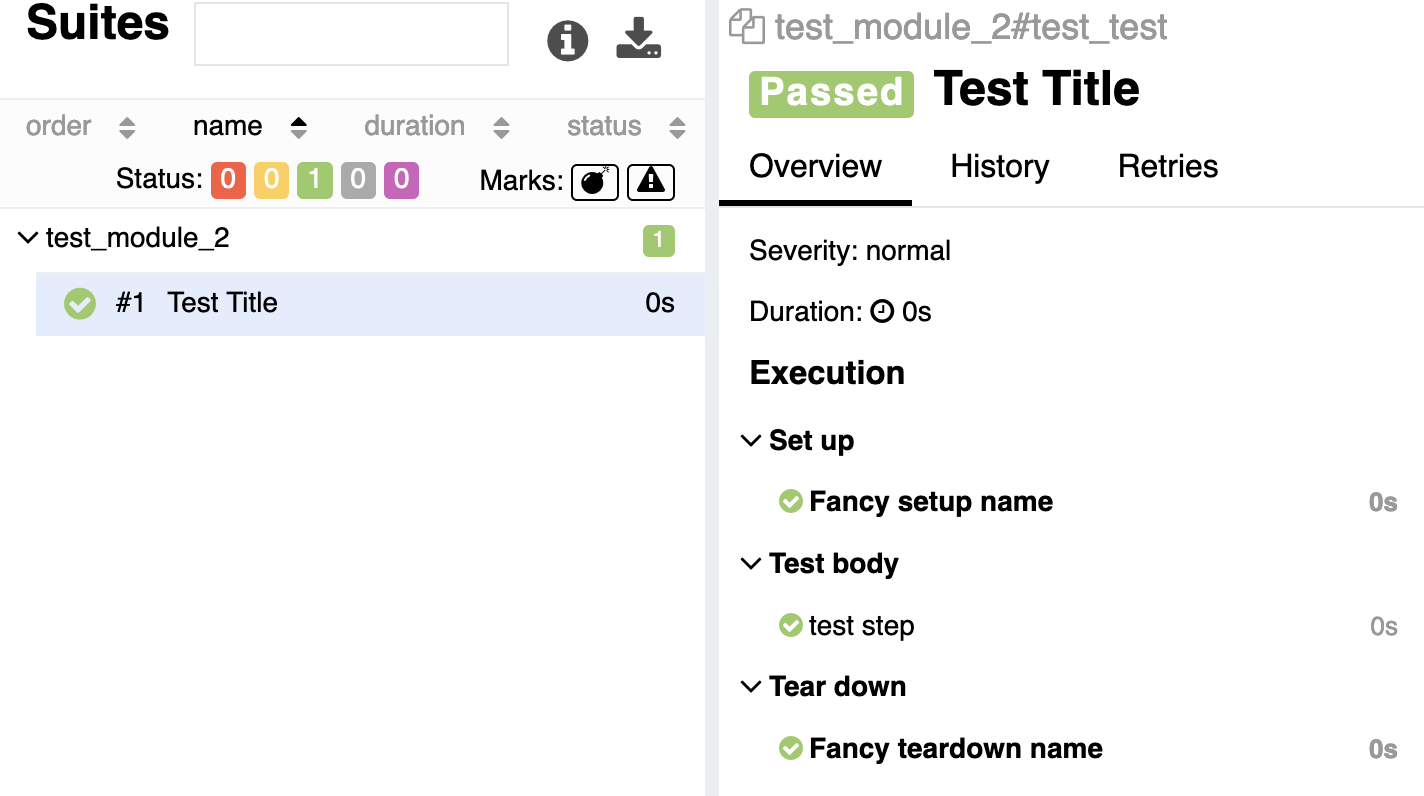 Suites
order name duration status
Status: 0 0 1 0 0 Marks:
test_module_2 1
#1 Test Title 0s
test_module_2#test_test
Passed Test Title
Overview History Retries
Severity: normal
Duration: 0s
Execution
Set up
Fancy setup name 0s
Test body
test step 0s
Tear down
Fancy teardown name 0s